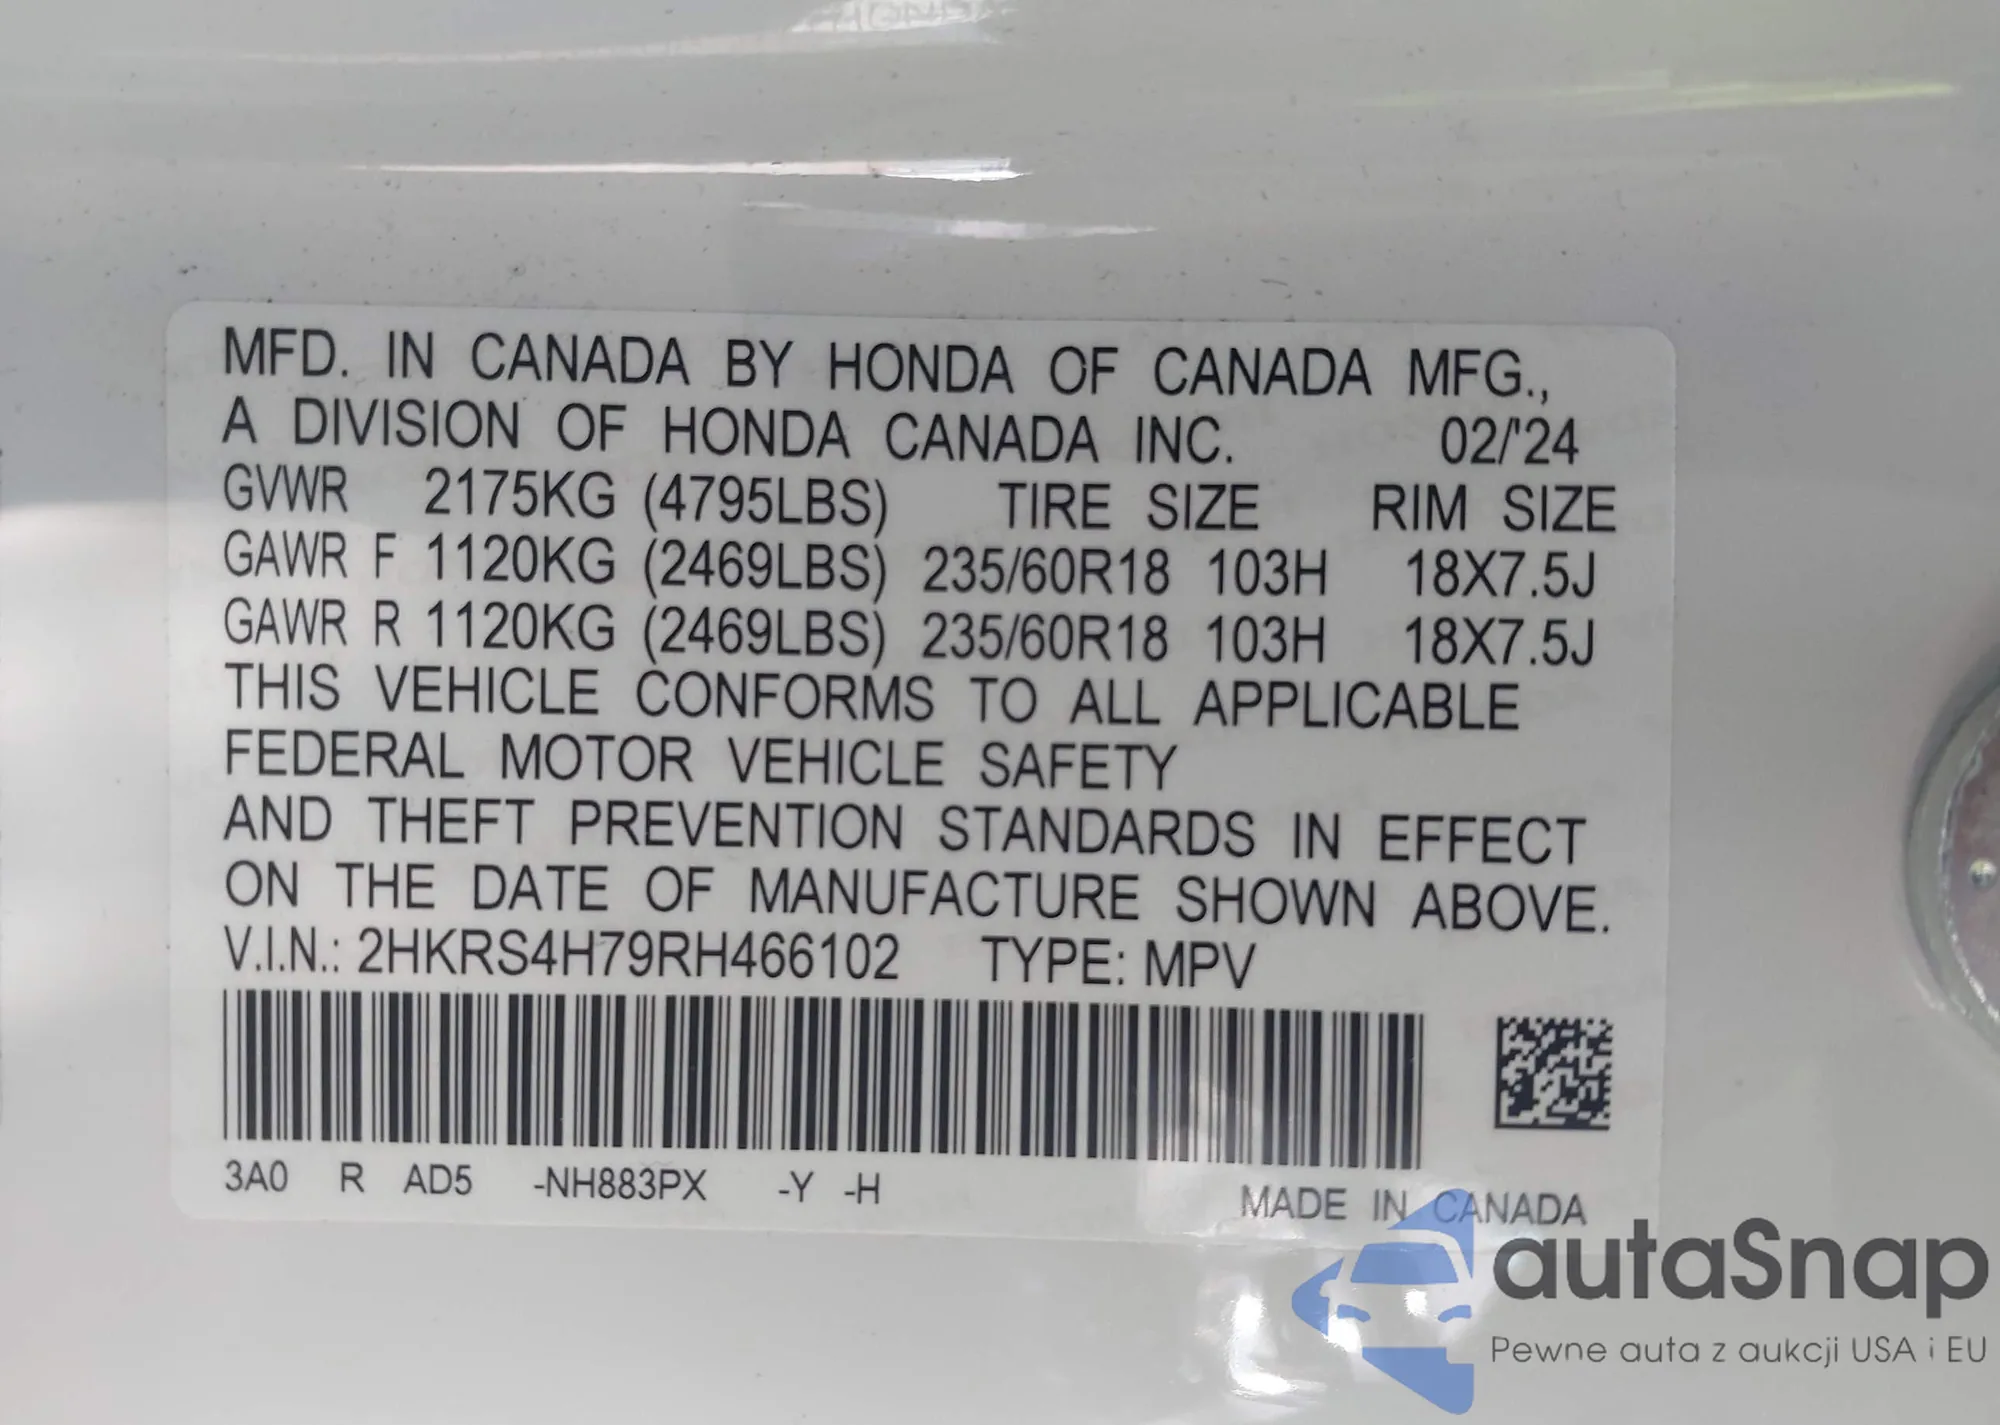 MFD. IN CANADA BY HONDA OF CANADA MFG.,
A DIVISION OF HONDA CANADA INC. 02/'24
GVWR 2175KG (4795LBS) TIRE SIZE RIM SIZE
GAWR F 1120KG (2469LBS) 235/60R18 103H 18X7.5J
GAWR R 1120KG (2469LBS) 235/60R18 103H 18X7.5J
THIS VEHICLE CONFORMS TO ALL APPLICABLE
FEDERAL MOTOR VEHICLE SAFETY
AND THEFT PREVENTION STANDARDS IN EFFECT
ON THE DATE OF MANUFACTURE SHOWN ABOVE.
V.I.N.: 2HKRS4H79RH466102 TYPE: MPV
3A0 R AD5 -NH883PX -Y -H
MADE IN CANADA
autaSnap
Pewne auta z aukcji USA i EU